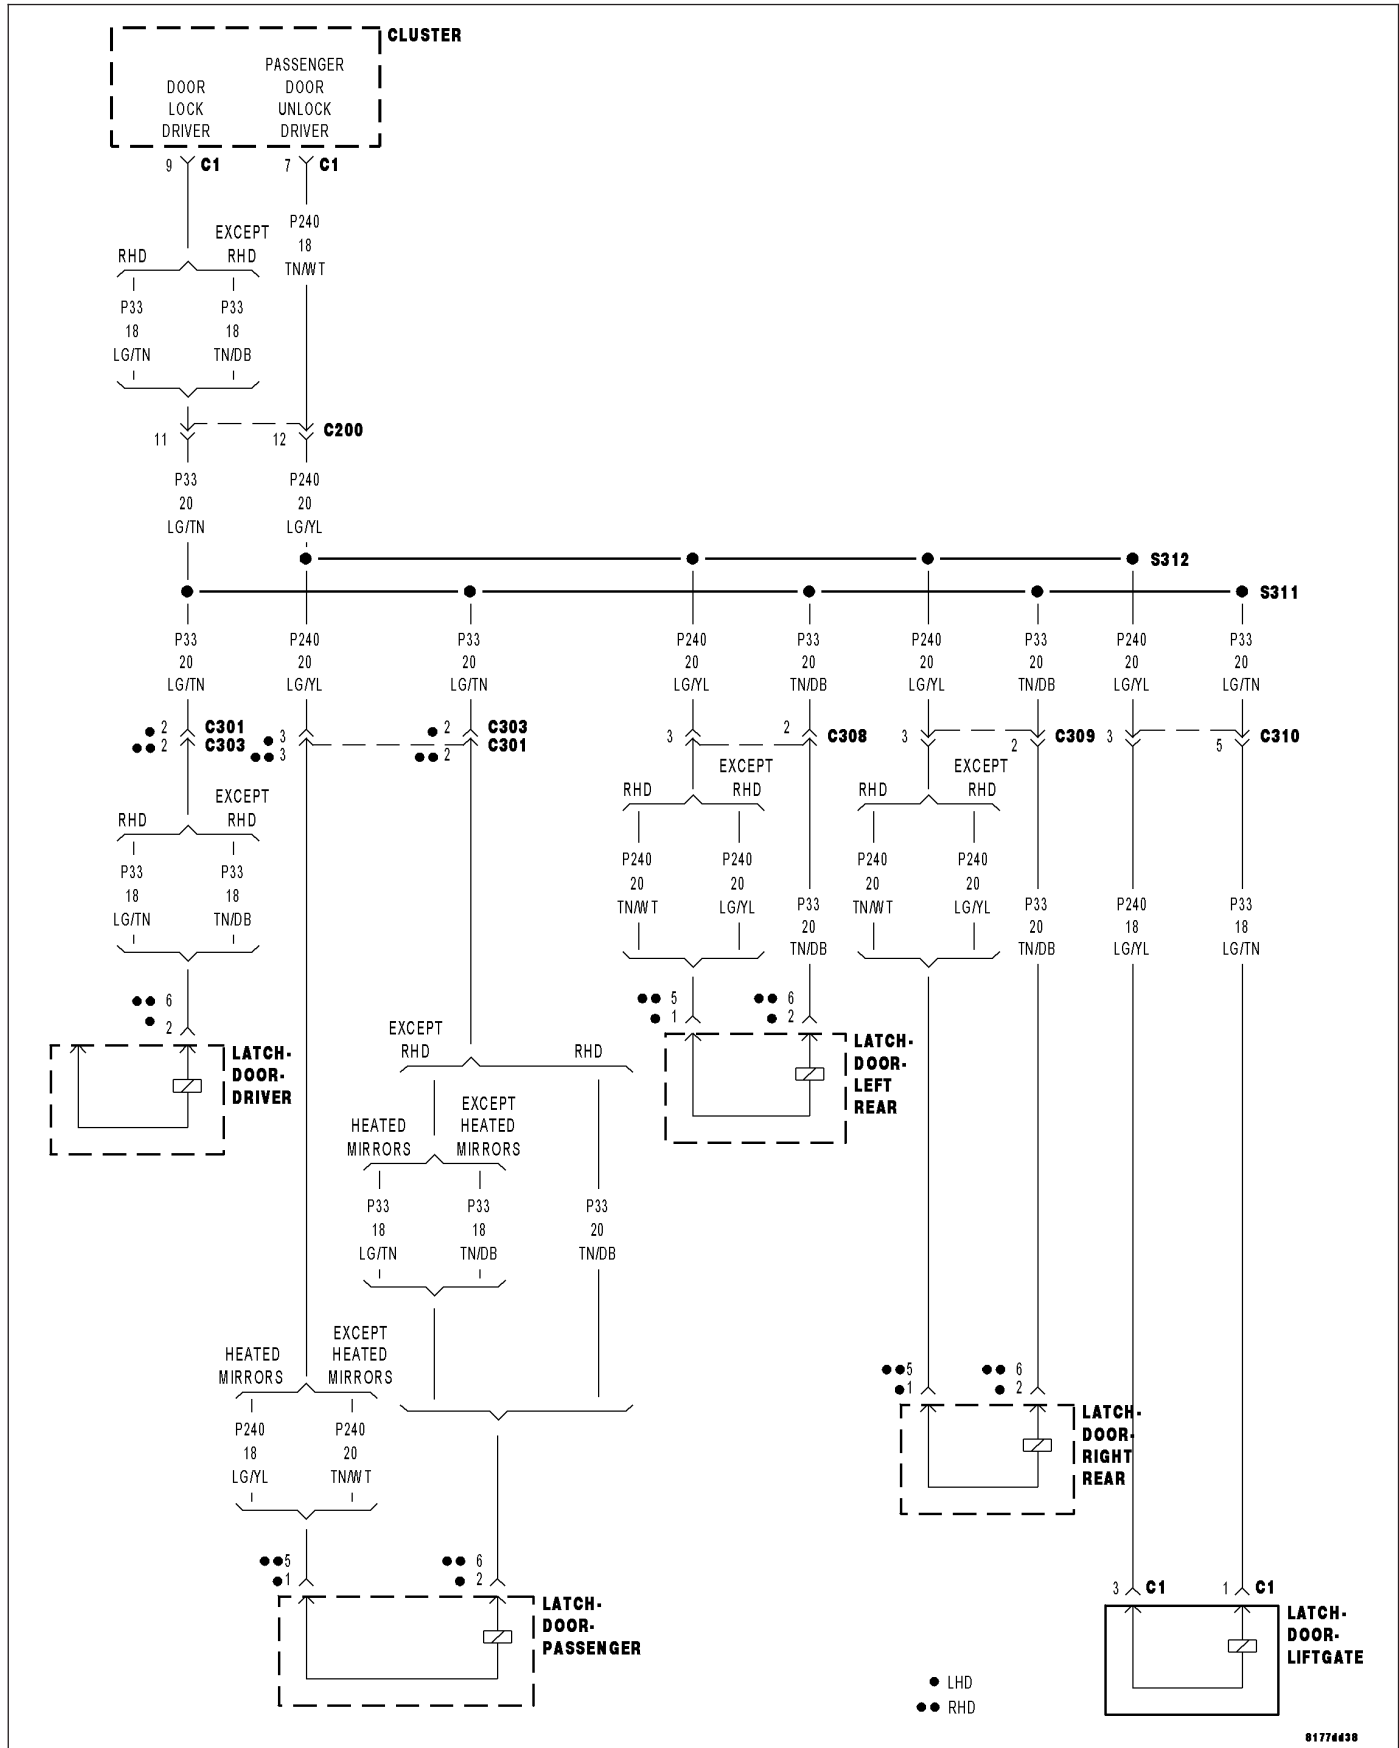 CLUSTER
DOOR
LOCK
DRIVER
PASSENGER
DOOR
UNLOCK
DRIVER
9
C1
7
C1
P240
18
TN/WT
RHD
EXCEPT
RHD
P33
18
LG/TN
P33
18
TN/DB
11
12
C200
P33
20
LG/TN
P240
20
LG/YL
S312
S311
P33
20
LG/TN
P240
20
LG/YL
P33
20
LG/TN
P240
20
LG/YL
P33
20
TN/DB
P240
20
LG/YL
P33
20
TN/DB
P240
20
LG/YL
P33
20
LG/TN
2
C301
2
C303
3
3
2
C303
2
C301
3
2
C308
3
2
C309
3
5
C310
RHD
EXCEPT
RHD
P33
18
LG/TN
P33
18
TN/DB
RHD
EXCEPT
RHD
P240
20
TN/WT
P240
20
LG/YL
P33
20
TN/DB
RHD
EXCEPT
RHD
P240
20
TN/WT
P240
20
LG/YL
P33
20
TN/DB
P240
18
LG/YL
P33
18
LG/TN
6
2
LATCH-
DOOR-
DRIVER
5
1
6
2
LATCH-
DOOR-
LEFT
REAR
EXCEPT
RHD
RHD
HEATED
MIRRORS
EXCEPT
HEATED
MIRRORS
P33
18
LG/TN
P33
18
TN/DB
P33
20
TN/DB
HEATED
MIRRORS
EXCEPT
HEATED
MIRRORS
P240
18
LG/YL
P240
20
TN/WT
5
1
6
2
LATCH-
DOOR-
RIGHT
REAR
5
1
6
2
LATCH-
DOOR-
PASSENGER
3
C1
1
C1
LATCH-
DOOR-
LIFTGATE
LHD
RHD
8177dd38